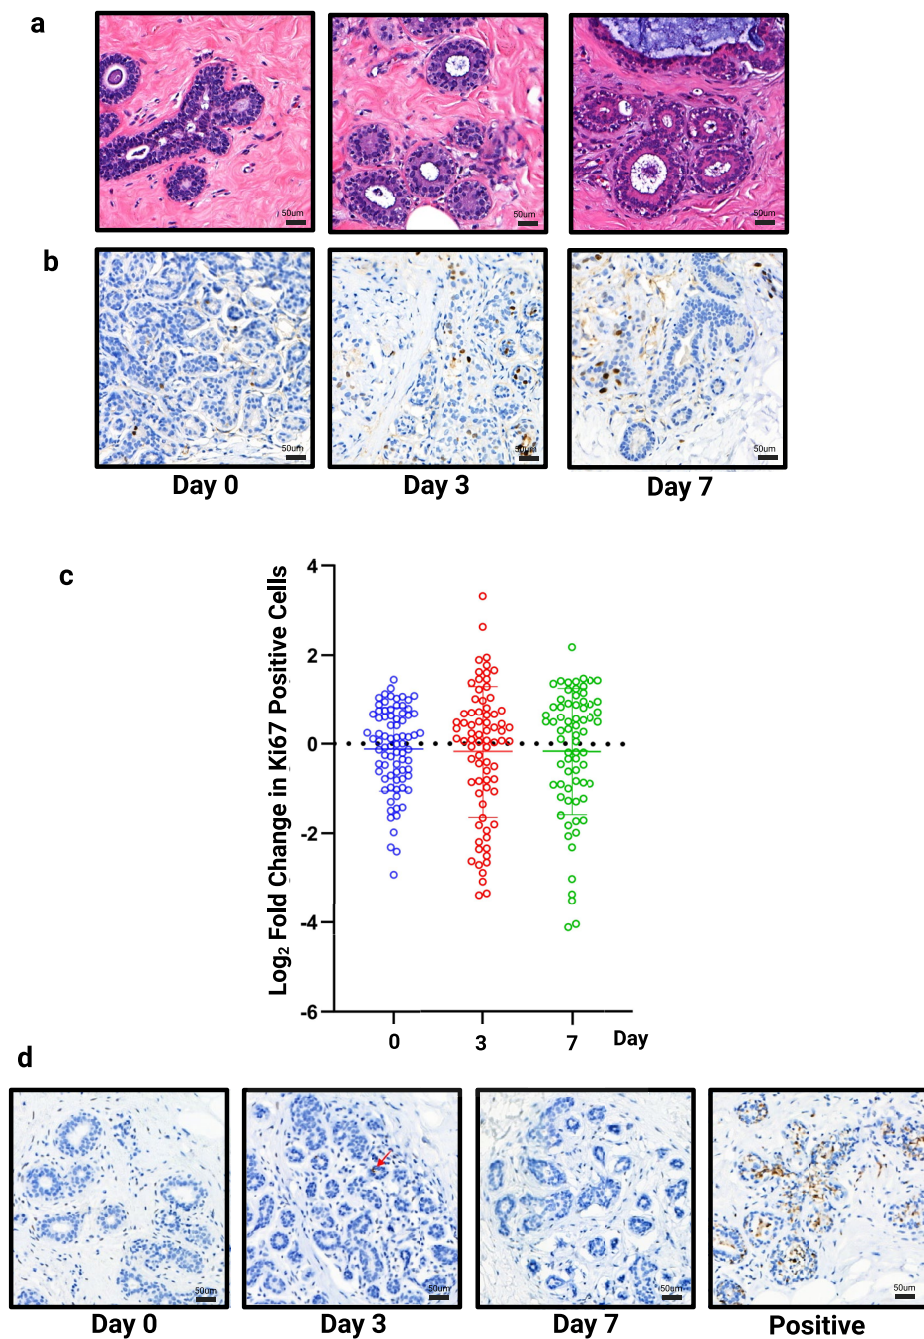 a
50um
50um
50um
b
50um
50um
50um
Day 0
Day 3
Day 7
c
Log₂ Fold Change in Ki67 Positive Cells
4
2
0
-2
-4
-6
0
3
7
Day
d
50um
50um
50um
50um
Day 0
Day 3
Day 7
Positive